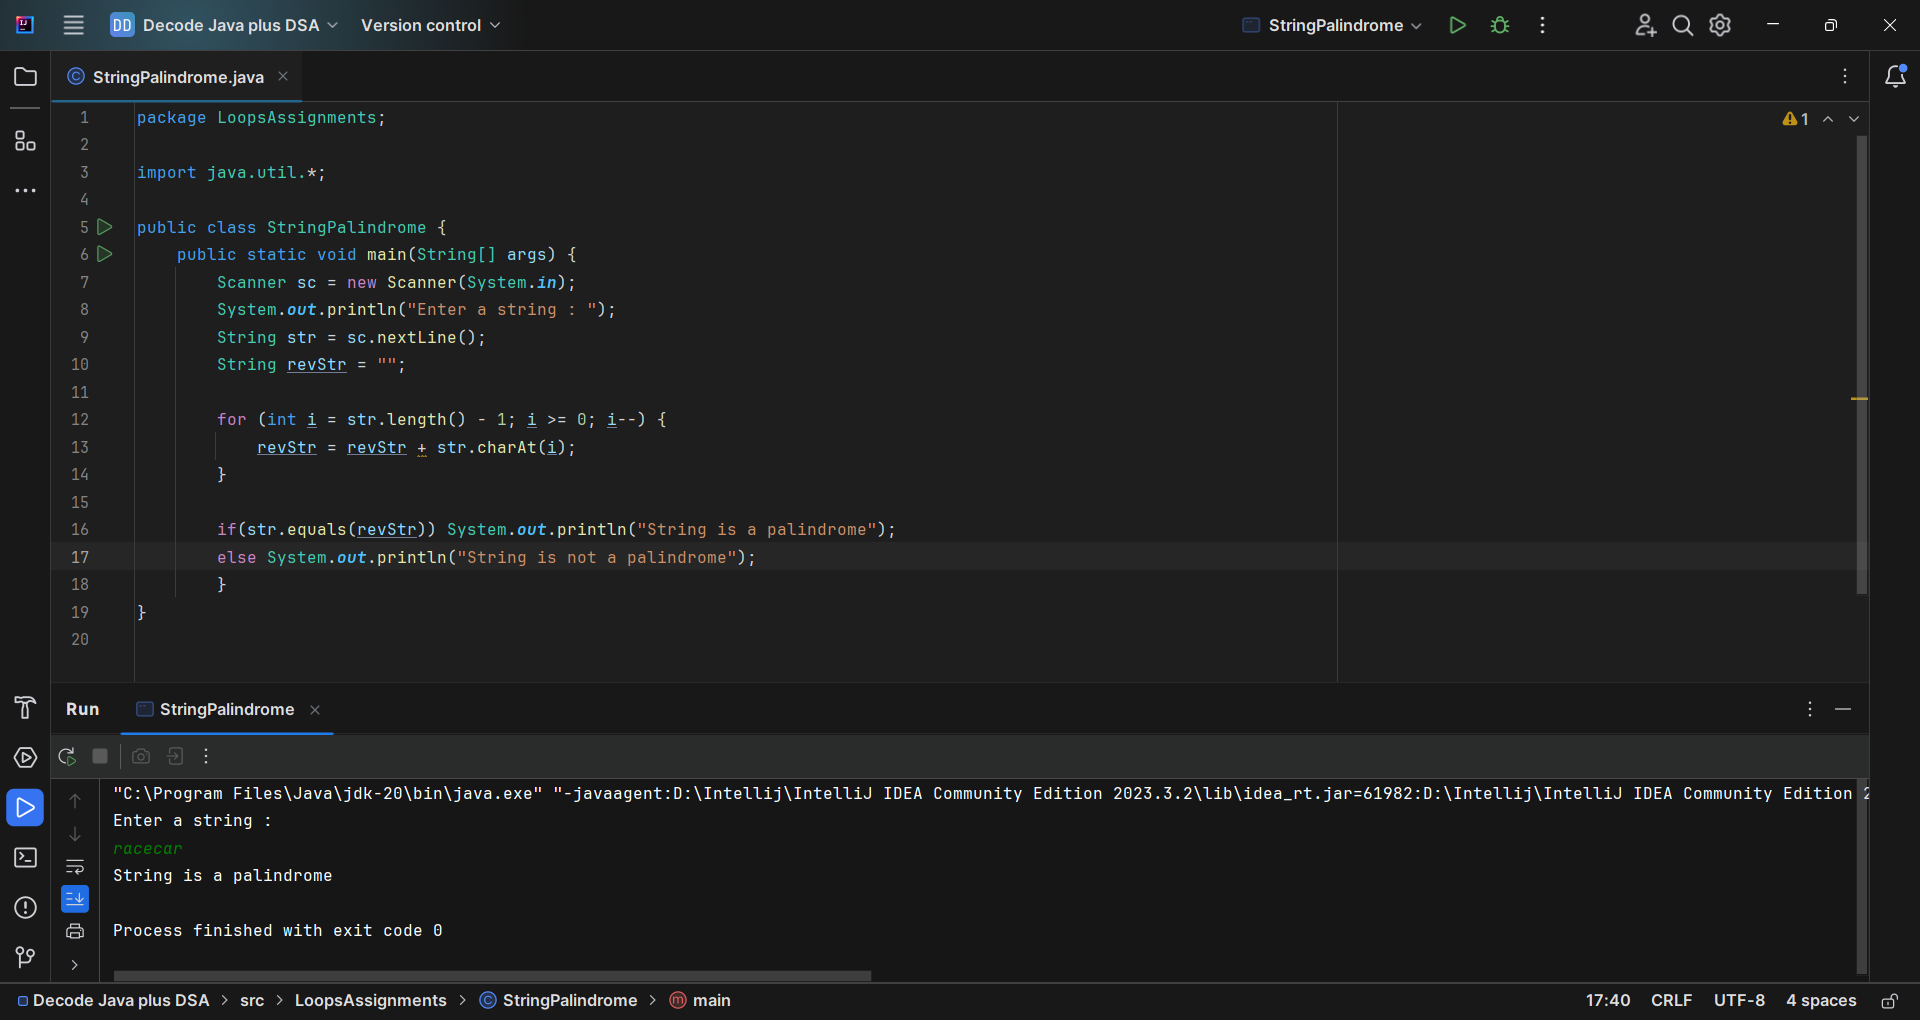 DD Decode Java plus DSA Version control StringPalindrome
StringPalindrome.java
1 package LoopsAssignments;
2
3 import java.util.*;
4
5 public class StringPalindrome {
6 public static void main(String[] args) {
7 Scanner sc = new Scanner(System.in);
8 System.out.println("Enter a string : ");
9 String str = sc.nextLine();
10 String revStr = "";
11
12 for (int i = str.length() - 1; i >= 0; i--) {
13 revStr = revStr + str.charAt(i);
14 }
15
16 if(str.equals(revStr)) System.out.println("String is a palindrome");
17 else System.out.println("String is not a palindrome");
18 }
19 }
20
1
Run StringPalindrome
"C:\Program Files\Java\jdk-20\bin\java.exe" "-javaagent:D:\Intellij\IntelliJ IDEA Community Edition 2023.3.2\lib\idea_rt.jar=61982:D:\Intellij\IntelliJ IDEA Community Edition 2
Enter a string :
racecar
String is a palindrome
Process finished with exit code 0
Decode Java plus DSA > src > LoopsAssignments > StringPalindrome > main 17:40 CRLF UTF-8 4 spaces